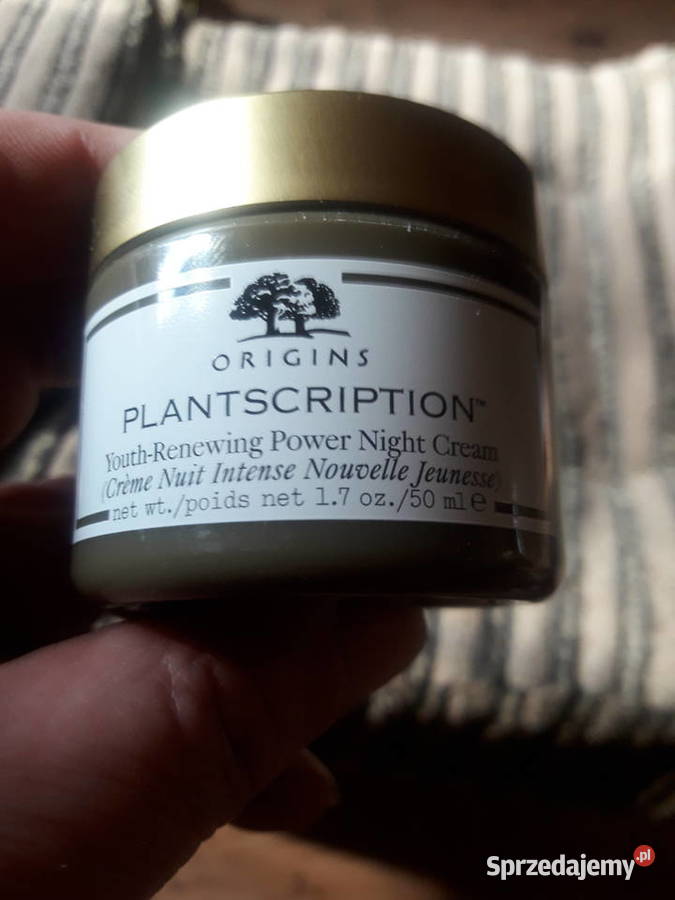 ORIGINS
PLANTSCRIPTION™
Youth-Renewing Power Night Cream
(Crème Nuit Intense Nouvelle Jeunesse)
net wt./poids net 1.7 oz./50 ml ℮
Sprzedajemy.pl